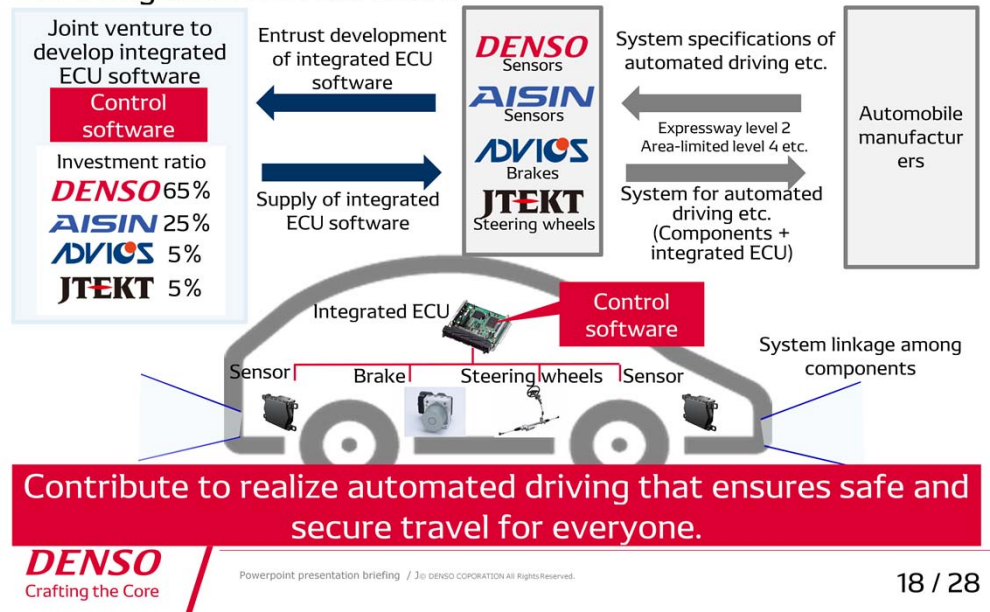 Joint venture to
develop integrated
ECU software
Control
software
Investment ratio
DENSO 65%
AISIN 25%
ADVICS 5%
JTEKT 5%
Entrust development
of integrated ECU
software
Supply of integrated
ECU software
DENSO
Sensors
AISIN
Sensors
ADVICS
Brakes
JTEKT
Steering wheels
System specifications of
automated driving etc.
Expressway level 2
Area-limited level 4 etc.
System for automated
driving etc.
(Components +
integrated ECU)
Automobile
manufactur
ers
Integrated ECU
Control
software
Sensor
Brake
Steering wheels
Sensor
System linkage among
components
Contribute to realize automated driving that ensures safe and
secure travel for everyone.
DENSO
Crafting the Core
Powerpoint presentation briefing / J© DENSO COPORATION All Rights Reserved.
18 / 28